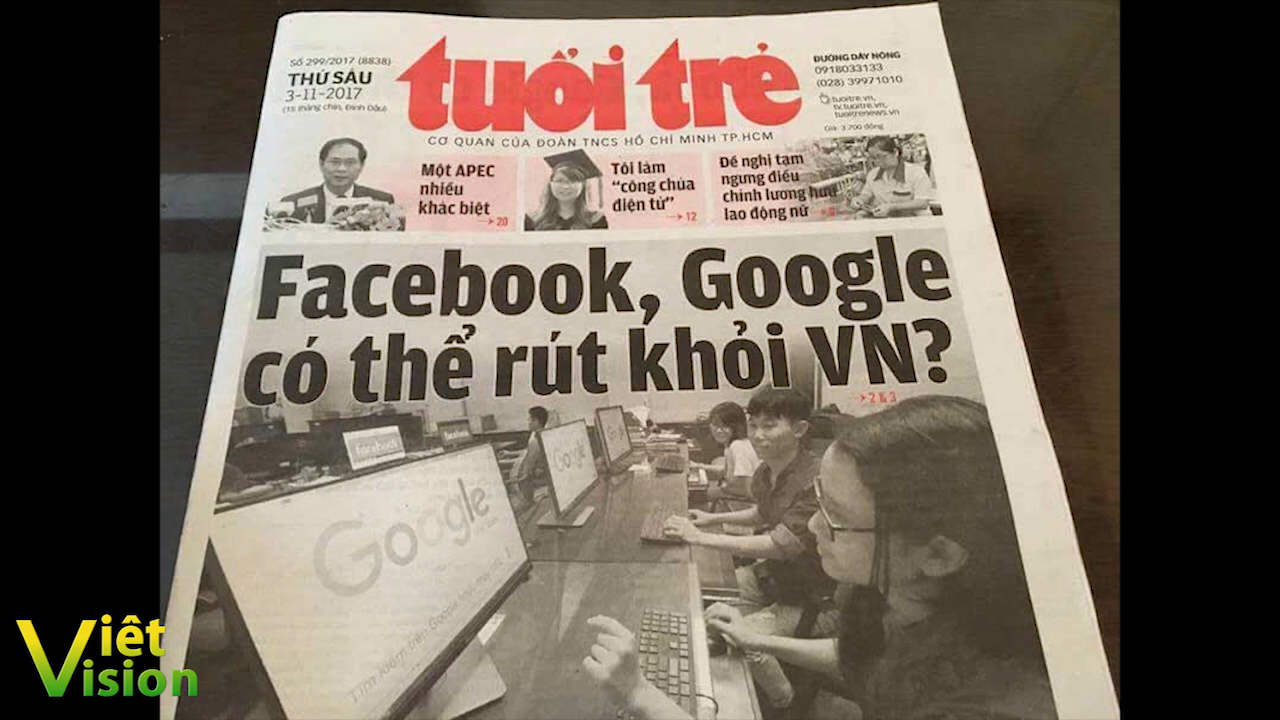 Số 299/2017 (8838)
THỨ SÁU
3-11-2017
(15 tháng chín, Đinh Dậu)
tuổi trẻ
CƠ QUAN CỦA ĐOÀN TNCS HỒ CHÍ MINH TP.HCM
ĐƯỜNG DÂY NÓNG
0918033133
(028) 39971010
tuoitre.vn,
tv.tuoitre.vn,
tuoitrenews.vn
Giá: 3.700 đồng
Một APEC
nhiều
khác biệt
→ 20
Tôi làm
“công chúa
điện tử”
→ 12
Đề nghị tạm
ngưng điều
chỉnh lương hưu
lao động nữ
Facebook, Google
có thể rút khỏi VN?
→ 2 & 3
facebook
Google
Google
Tìm kiếm trên Google
Việt
Vision